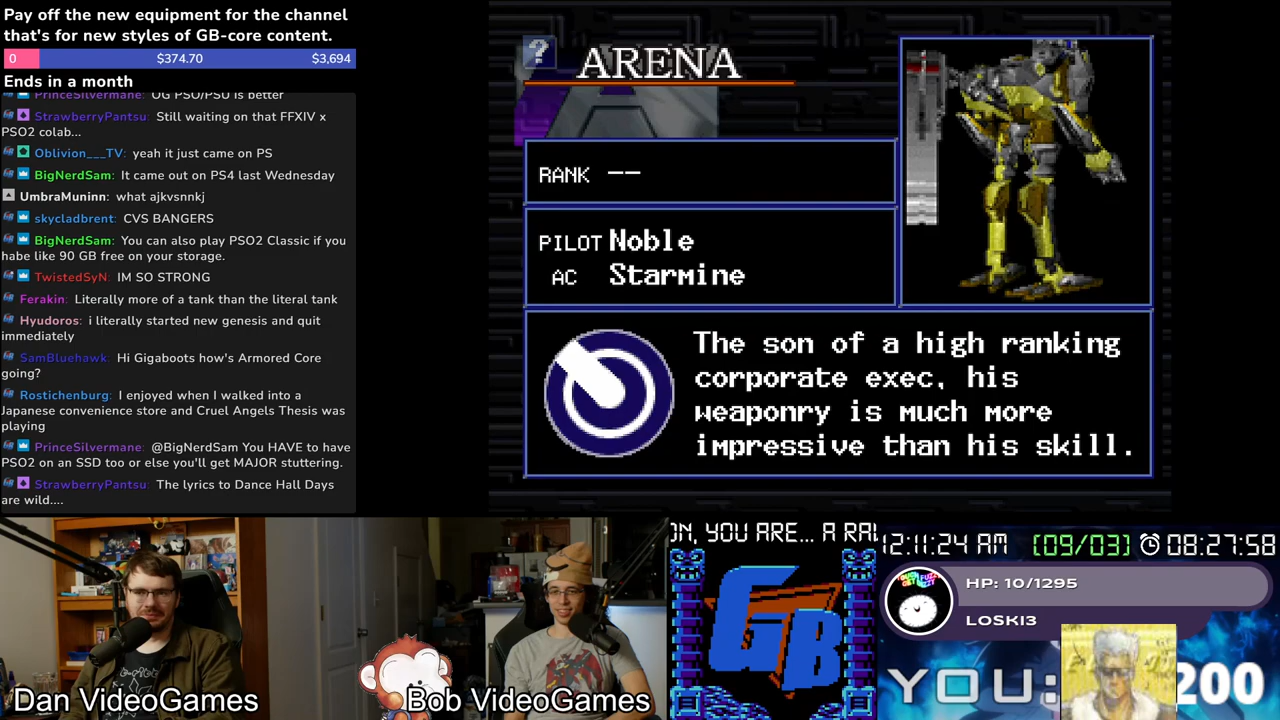 Pay off the new equipment for the channel
that's for new styles of GB-core content.
0 $374.70 $3,694
Ends in a month
PrinceSilvermane: OG PSO/PSU is better
StrawberryPantsu: Still waiting on that FFXIV x
PSO2 colab...
Oblivion___TV: yeah it just came on PS
BigNerdSam: It came out on PS4 last Wednesday
UmbraMuninn: what ajkvsnnkj
skycladbrent: CVS BANGERS
BigNerdSam: You can also play PSO2 Classic if you
habe like 90 GB free on your storage.
TwistedSyN: IM SO STRONG
Ferakin: Literally more of a tank than the literal tank
Hyudoros: i literally started new genesis and quit
immediately
SamBluehawk: Hi Gigaboots how's Armored Core
going?
Rostichenburg: I enjoyed when I walked into a
Japanese convenience store and Cruel Angels Thesis was
playing
PrinceSilvermane: @BigNerdSam You HAVE to have
PSO2 on an SSD too or else you'll get MAJOR stuttering.
StrawberryPantsu: The lyrics to Dance Hall Days
are wild....
? ARENA
RANK --
PILOT Noble
AC Starmine
The son of a high ranking
corporate exec, his
weaponry is much more
impressive than his skill.
Dan VideoGames
Bob VideoGames
ON, YOU ARE... A RA
GB
12:11:24 AM [09/03] 08:27:58
HP: 10/1295
LOSKI3
YOU: 200